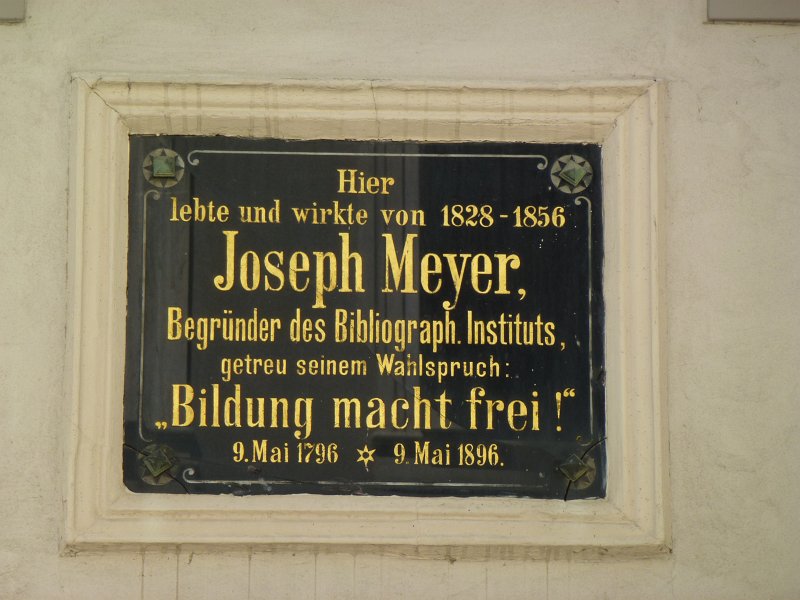 Hier
lebte und wirkte von 1828 - 1856
Joseph Meyer,
Begründer des Bibliograph. Instituts,
getreu seinem Wahlspruch:
„Bildung macht frei!“
9. Mai 1796 ✡ 9. Mai 1896.